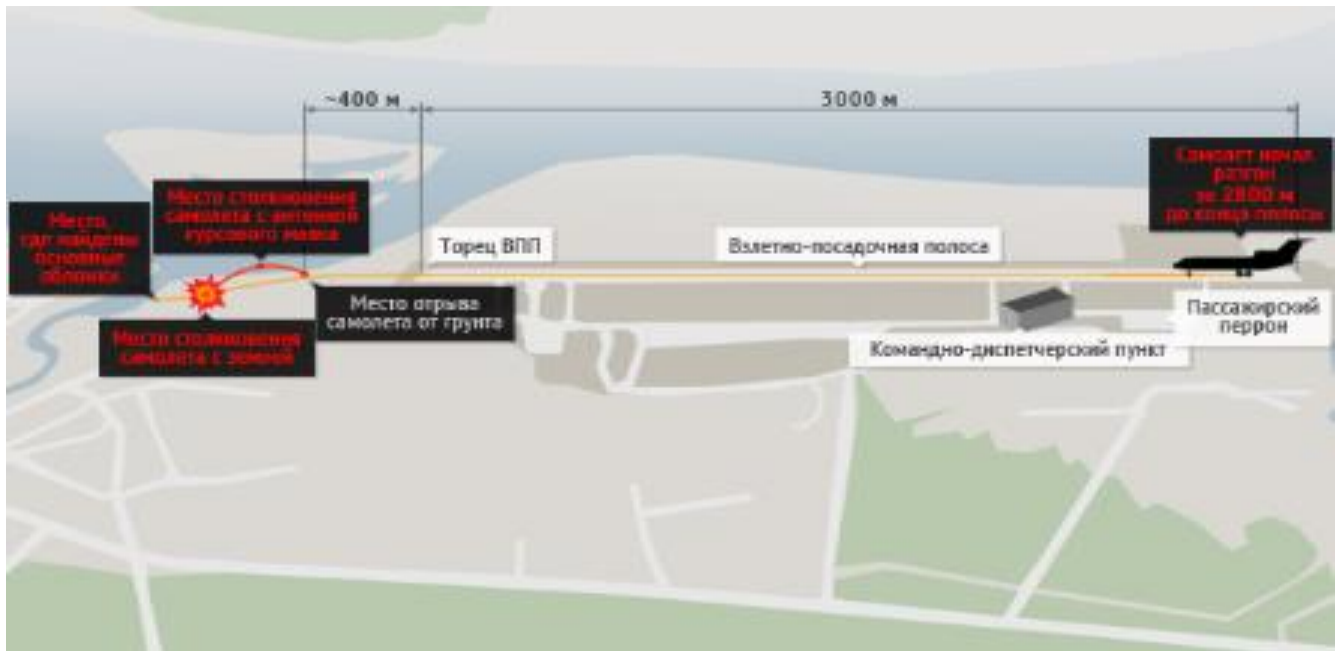 ~400 м
3000 м
Самолет начал
разгон
за 2800 м
до конца полосы
Место столкновения
самолета с антенной
курсового маяка
Место,
где найдены
основные
обломки
Торец ВПП
Взлетно-посадочная полоса
Место отрыва
самолета от грунта
Пассажирский
перрон
Место столкновения
самолета с землей
Командно-диспетчерский пункт